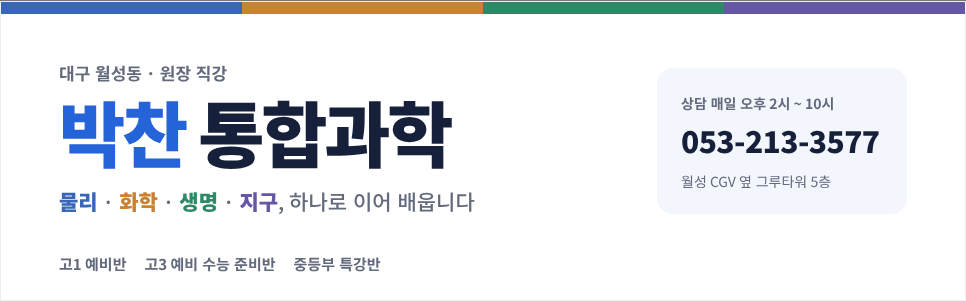 대구 월성동 · 원장 직강
박찬 통합과학
물리 · 화학 · 생명 · 지구, 하나로 이어 배웁니다
고1 예비반 고3 예비 수능 준비반 중등부 특강반
상담 매일 오후 2시 ~ 10시
053-213-3577
월성 CGV 옆 그루타워 5층